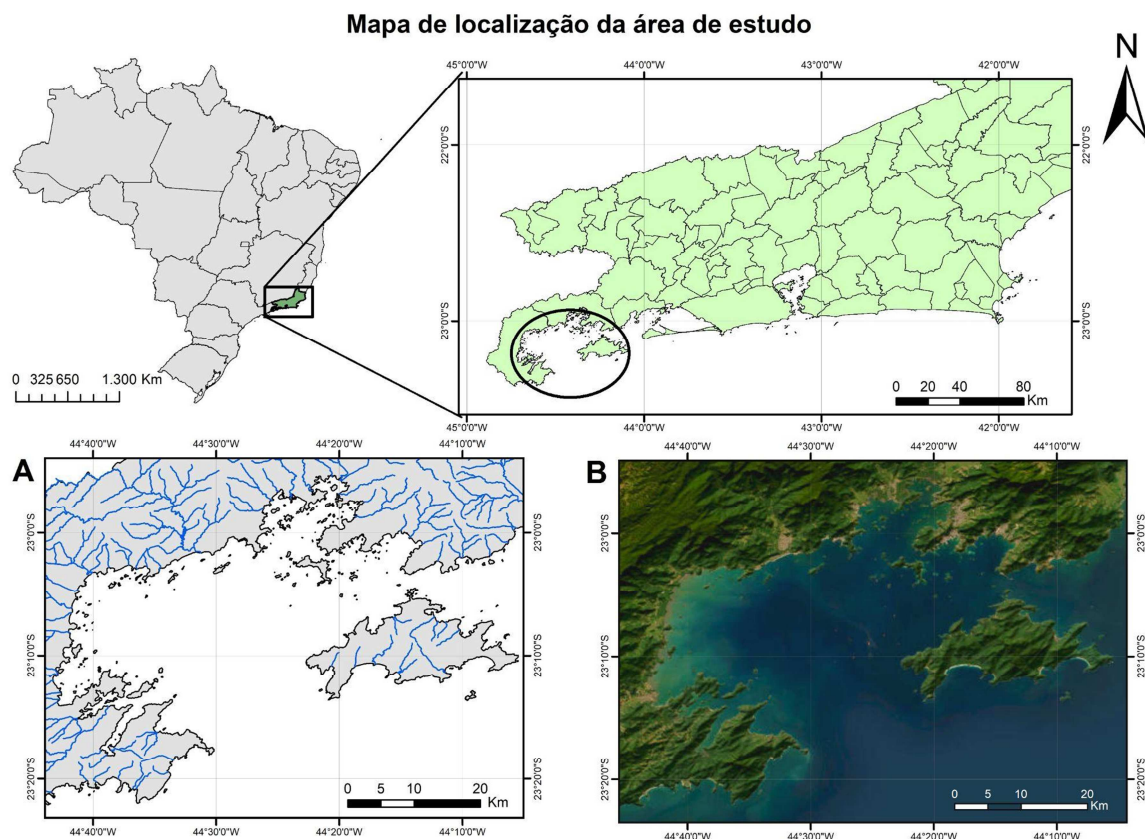 Mapa de localização da área de estudo
N
45°0'0"W 44°0'0"W 43°0'0"W 42°0'0"W
22°0'0"S 22°0'0"S
23°0'0"S 23°0'0"S
0 325 650 1.300 Km
0 20 40 80
Km
45°0'0"W 44°0'0"W 43°0'0"W 42°0'0"W
44°40'0"W 44°30'0"W 44°20'0"W 44°10'0"W
A
23°0'0"S 23°0'0"S
23°10'0"S 23°10'0"S
23°20'0"S 23°20'0"S
0 5 10 20
Km
44°40'0"W 44°30'0"W 44°20'0"W 44°10'0"W
44°40'0"W 44°30'0"W 44°20'0"W 44°10'0"W
B
23°0'0"S 23°0'0"S
23°10'0"S 23°10'0"S
23°20'0"S 23°20'0"S
0 5 10 20
Km
44°40'0"W 44°30'0"W 44°20'0"W 44°10'0"W